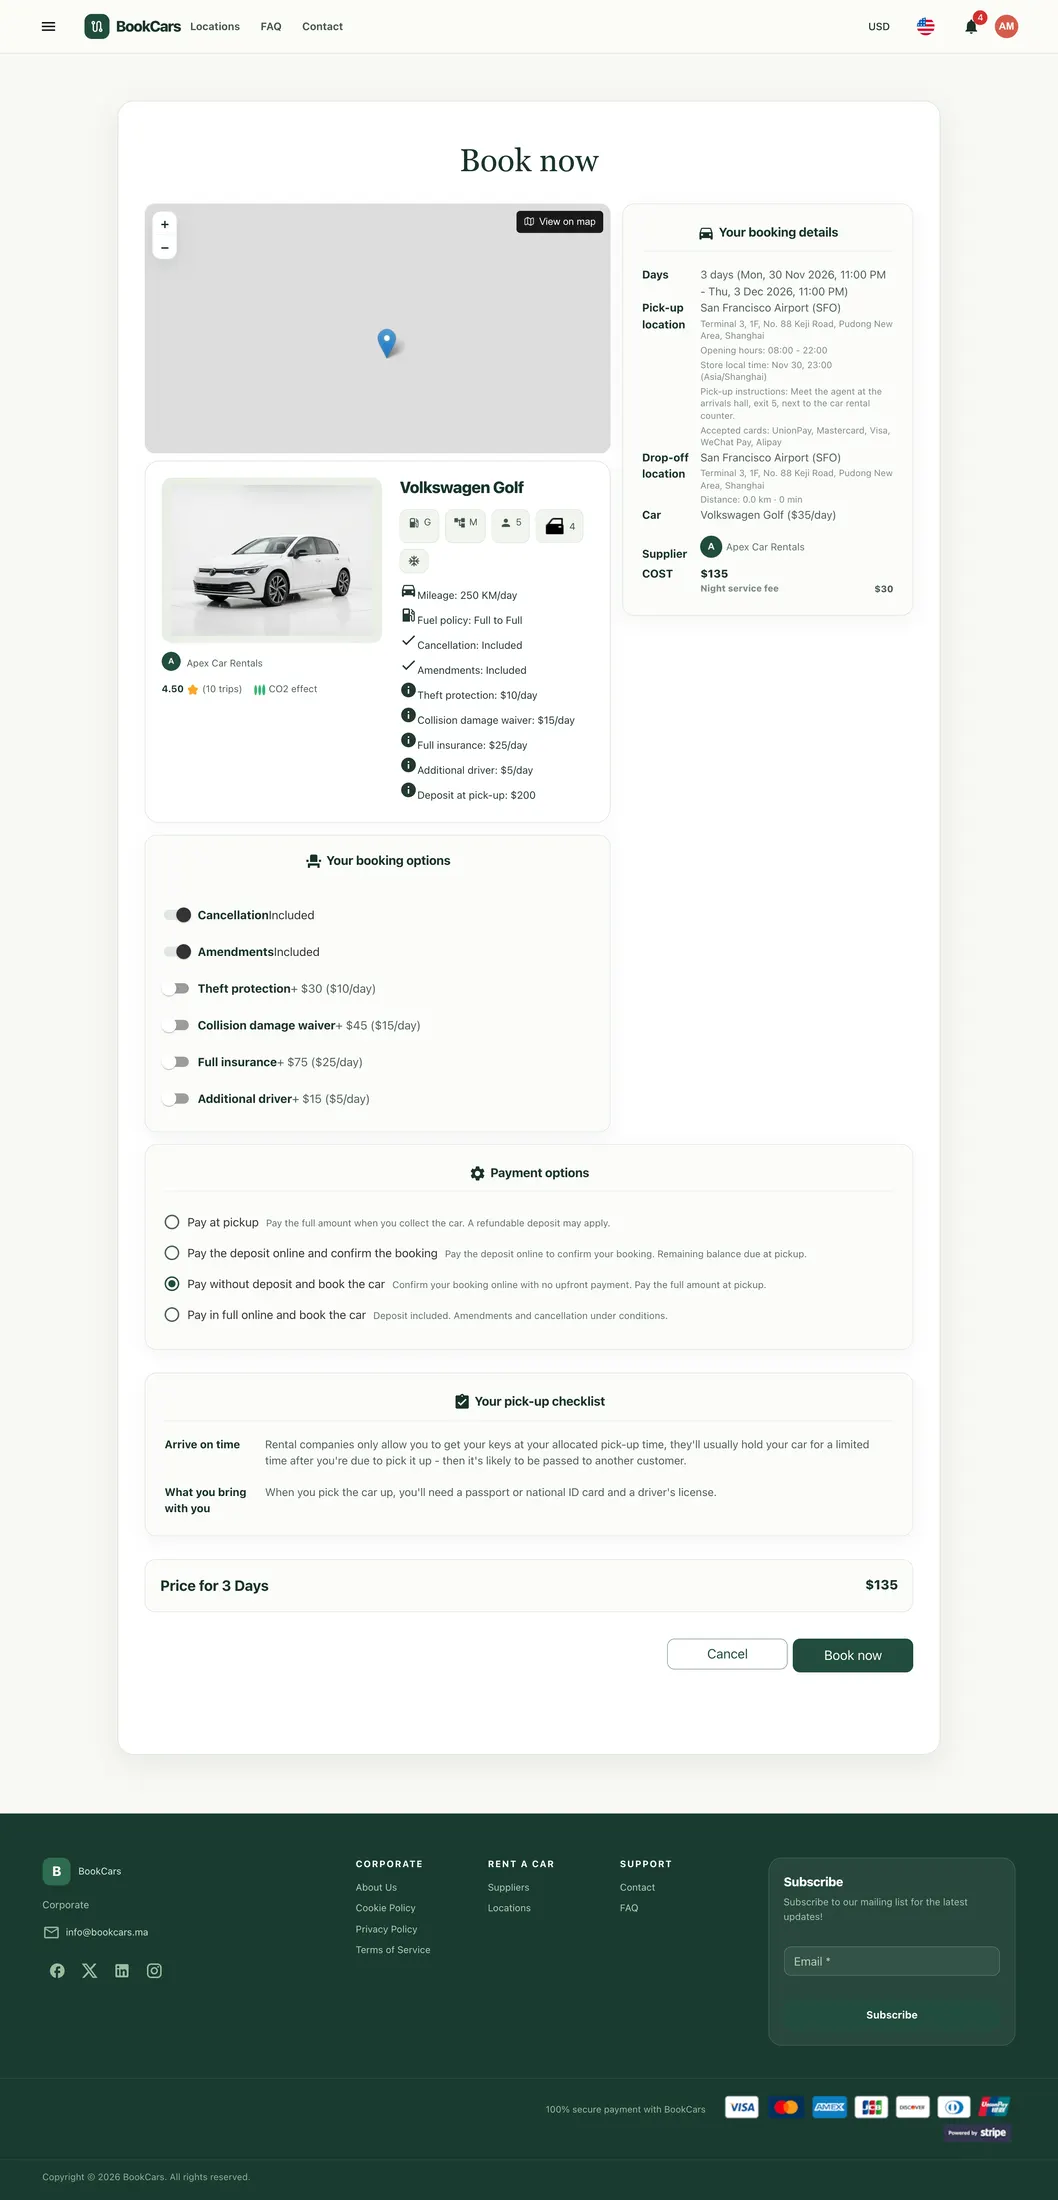 BookCars Locations FAQ Contact USD 4 AM
Book now
+
−
View on map
Your booking details
Days 3 days (Mon, 30 Nov 2026, 11:00 PM
- Thu, 3 Dec 2026, 11:00 PM)
Pick-up location San Francisco Airport (SFO)
Terminal 3, 1F, No. 88 Keji Road, Pudong New
Area, Shanghai
Opening hours: 08:00 - 22:00
Store local time: Nov 30, 23:00
(Asia/Shanghai)
Pick-up instructions: Meet the agent at the
arrivals hall, exit 5, next to the car rental
counter.
Accepted cards: UnionPay, Mastercard, Visa,
WeChat Pay, Alipay
Drop-off location San Francisco Airport (SFO)
Terminal 3, 1F, No. 88 Keji Road, Pudong New
Area, Shanghai
Distance: 0.0 km · 0 min
Car Volkswagen Golf ($35/day)
Supplier A Apex Car Rentals
COST $135
Night service fee $30
Volkswagen Golf
G M 5 4
Mileage: 250 KM/day
Fuel policy: Full to Full
Cancellation: Included
Amendments: Included
Theft protection: $10/day
Collision damage waiver: $15/day
Full insurance: $25/day
Additional driver: $5/day
Deposit at pick-up: $200
A Apex Car Rentals
4.50 (10 trips) CO2 effect
Your booking options
CancellationIncluded
AmendmentsIncluded
Theft protection+ $30 ($10/day)
Collision damage waiver+ $45 ($15/day)
Full insurance+ $75 ($25/day)
Additional driver+ $15 ($5/day)
Payment options
Pay at pickup Pay the full amount when you collect the car. A refundable deposit may apply.
Pay the deposit online and confirm the booking Pay the deposit online to confirm your booking. Remaining balance due at pickup.
Pay without deposit and book the car Confirm your booking online with no upfront payment. Pay the full amount at pickup.
Pay in full online and book the car Deposit included. Amendments and cancellation under conditions.
Your pick-up checklist
Arrive on time Rental companies only allow you to get your keys at your allocated pick-up time, they'll usually hold your car for a limited
time after you're due to pick it up - then it's likely to be passed to another customer.
What you bring with you When you pick the car up, you'll need a passport or national ID card and a driver's license.
Price for 3 Days $135
Cancel Book now
B BookCars
Corporate
info@bookcars.ma
CORPORATE
About Us
Cookie Policy
Privacy Policy
Terms of Service
RENT A CAR
Suppliers
Locations
SUPPORT
Contact
FAQ
Subscribe
Subscribe to our mailing list for the latest
updates!
Email *
Subscribe
100% secure payment with BookCars VISA AMEX JCB DISCOVER UnionPay 银联
Powered by stripe
Copyright © 2026 BookCars. All rights reserved.